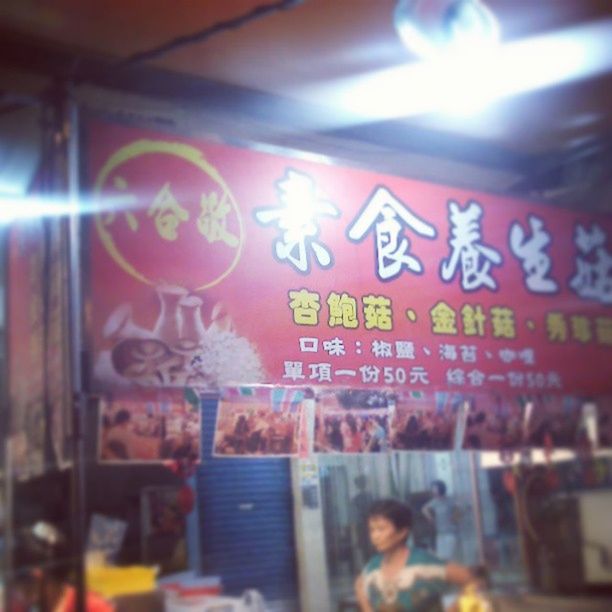 六合敬
素食養生菇
杏鮑菇、金針菇、秀珍菇
口味：椒鹽、海苔、咖哩
單項一份50元 綜合一份50元